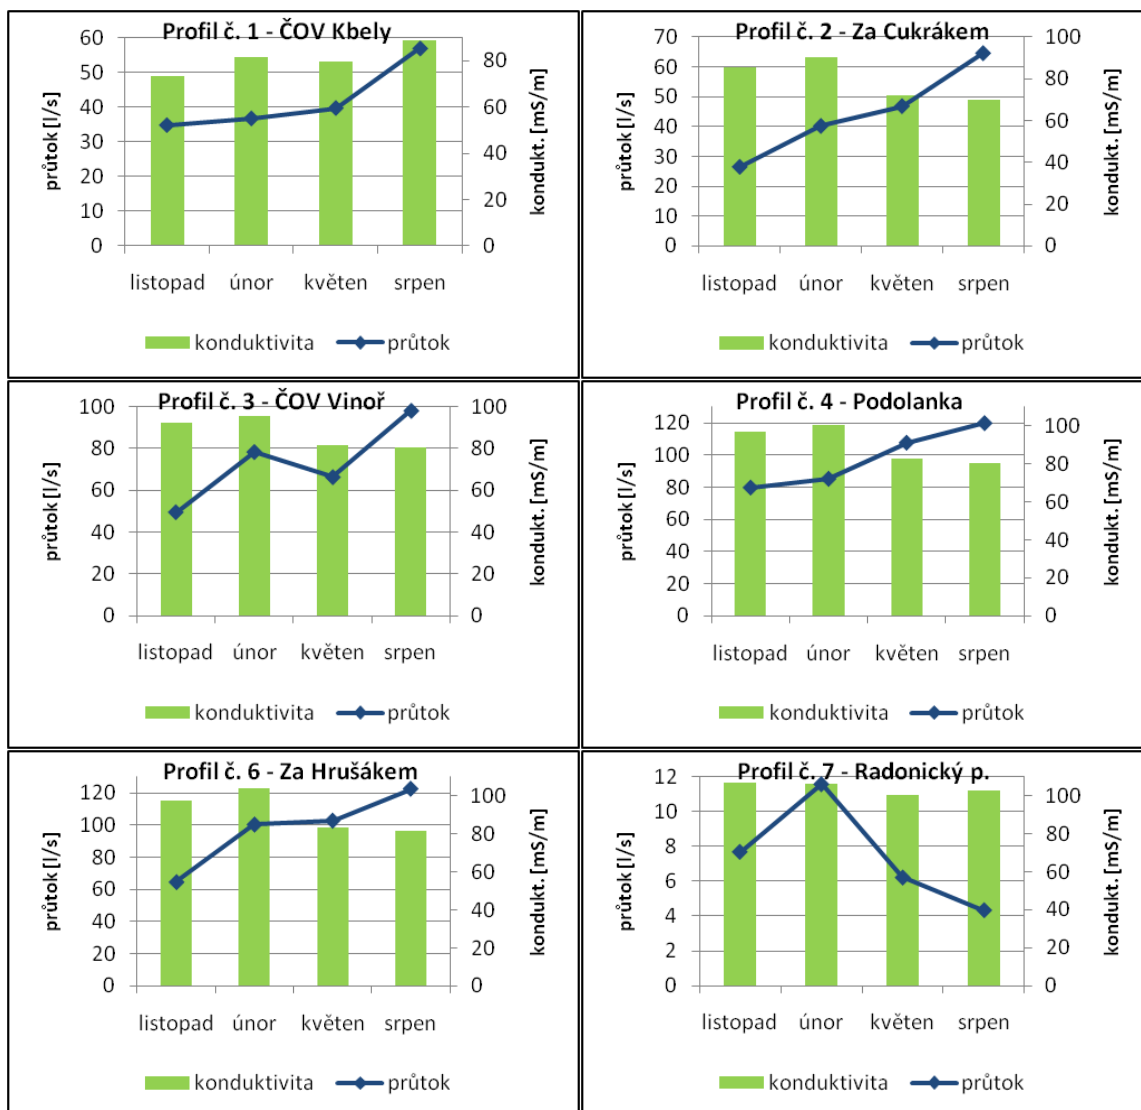 Profil č. 1 - ČOV Kbely
průtok [l/s]
60
50
40
30
20
10
0
80
60
40
20
0
kondukt. [mS/m]
listopad únor květen srpen
konduktivita průtok
Profil č. 2 - Za Cukrákem
průtok [l/s]
70
60
50
40
30
20
10
0
100
80
60
40
20
0
kondukt. [mS/m]
listopad únor květen srpen
konduktivita průtok
Profil č. 3 - ČOV Vinoř
průtok [l/s]
100
80
60
40
20
0
100
80
60
40
20
0
kondukt. [mS/m]
listopad únor květen srpen
konduktivita průtok
Profil č. 4 - Podolanka
průtok [l/s]
120
100
80
60
40
20
0
100
80
60
40
20
0
kondukt. [mS/m]
listopad únor květen srpen
konduktivita průtok
Profil č. 6 - Za Hrušákem
průtok [l/s]
120
100
80
60
40
20
0
100
80
60
40
20
0
kondukt. [mS/m]
listopad únor květen srpen
konduktivita průtok
Profil č. 7 - Radonický p.
průtok [l/s]
12
10
8
6
4
2
0
100
80
60
40
20
0
kondukt. [mS/m]
listopad únor květen srpen
konduktivita průtok